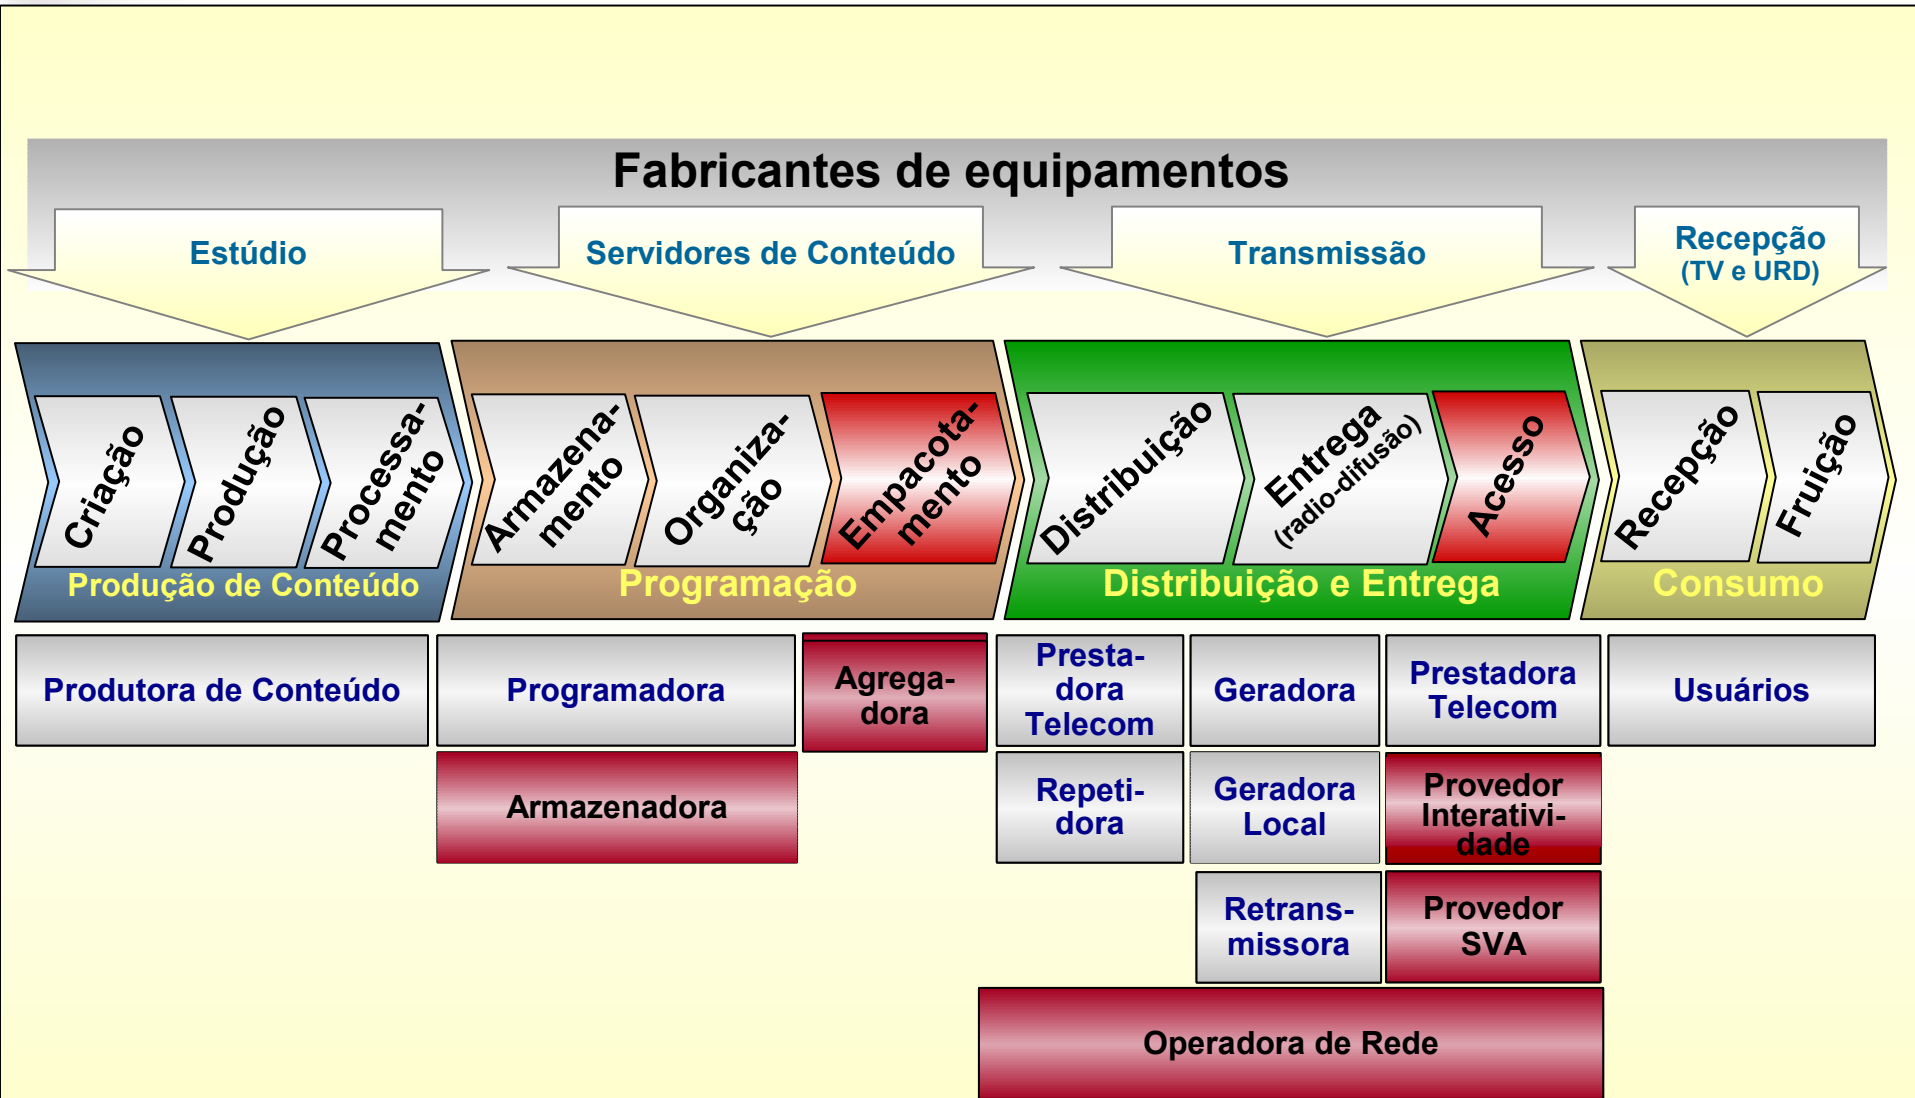 Fabricantes de equipamentos
Estúdio
Servidores de Conteúdo
Transmissão
Recepção
(TV e URD)
Criação
Produção
Processa-
mento
Armazena-
mento
Organiza-
ção
Empacota-
mento
Distribuição
Entrega
(radio-difusão)
Acesso
Recepção
Fruição
Produção de Conteúdo
Programação
Distribuição e Entrega
Consumo
Produtora de Conteúdo
Programadora
Agrega-
dora
Presta-
dora
Telecom
Geradora
Prestadora
Telecom
Usuários
Armazenadora
Repeti-
dora
Geradora
Local
Provedor
Interativi-
dade
Retrans-
missora
Provedor
SVA
Operadora de Rede